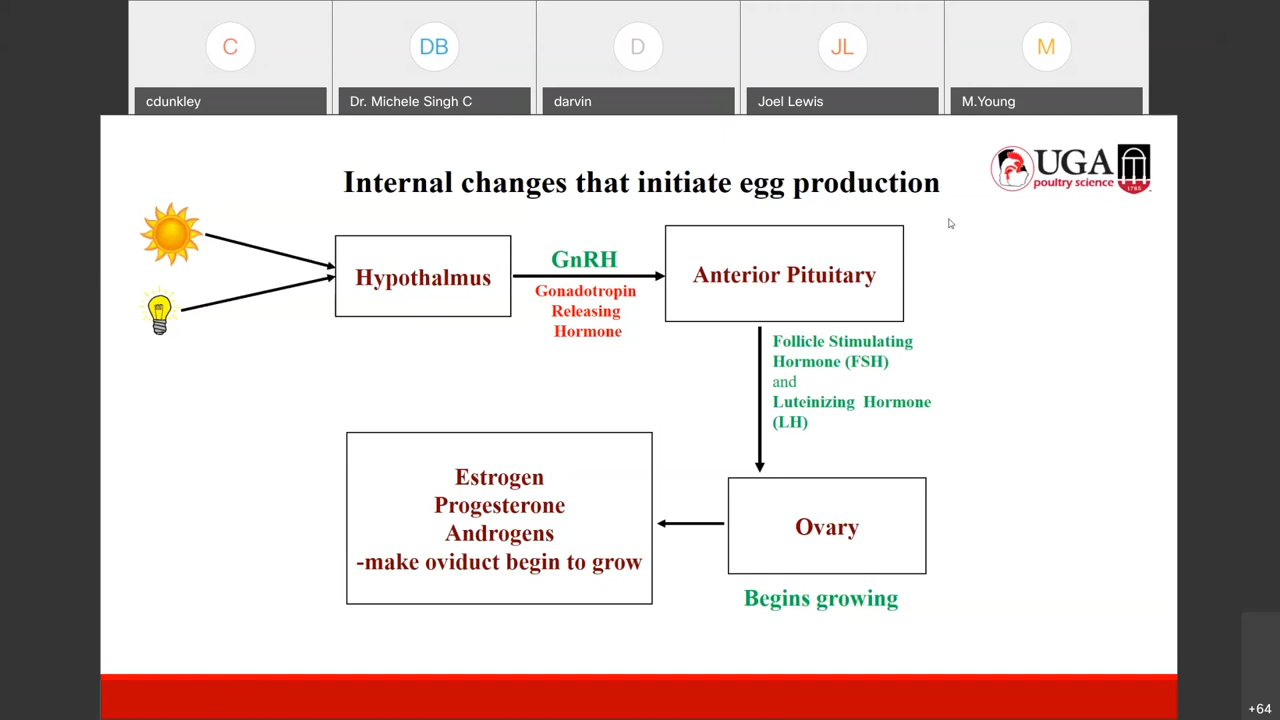 C
DB
D
JL
M
cdunkley
Dr. Michele Singh C
darvin
Joel Lewis
M.Young
UGA
poultry science
1785
Internal changes that initiate egg production
Hypothalmus
GnRH
Gonadotropin
Releasing
Hormone
Anterior Pituitary
Follicle Stimulating
Hormone (FSH)
and
Luteinizing Hormone
(LH)
Estrogen
Progesterone
Androgens
-make oviduct begin to grow
Ovary
Begins growing
+64